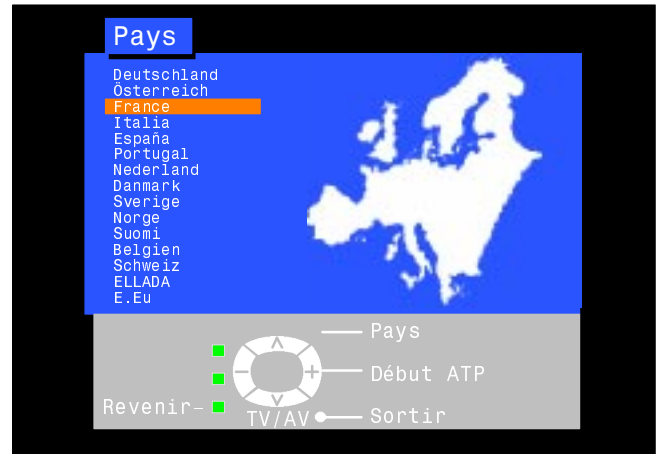 Pays
Deutschland
Österreich
France
Italia
España
Portugal
Nederland
Danmark
Sverige
Norge
Suomi
Belgien
Schweiz
ELLADA
E.Eu
Pays
Début ATP
Revenir
TV/AV
Sortir